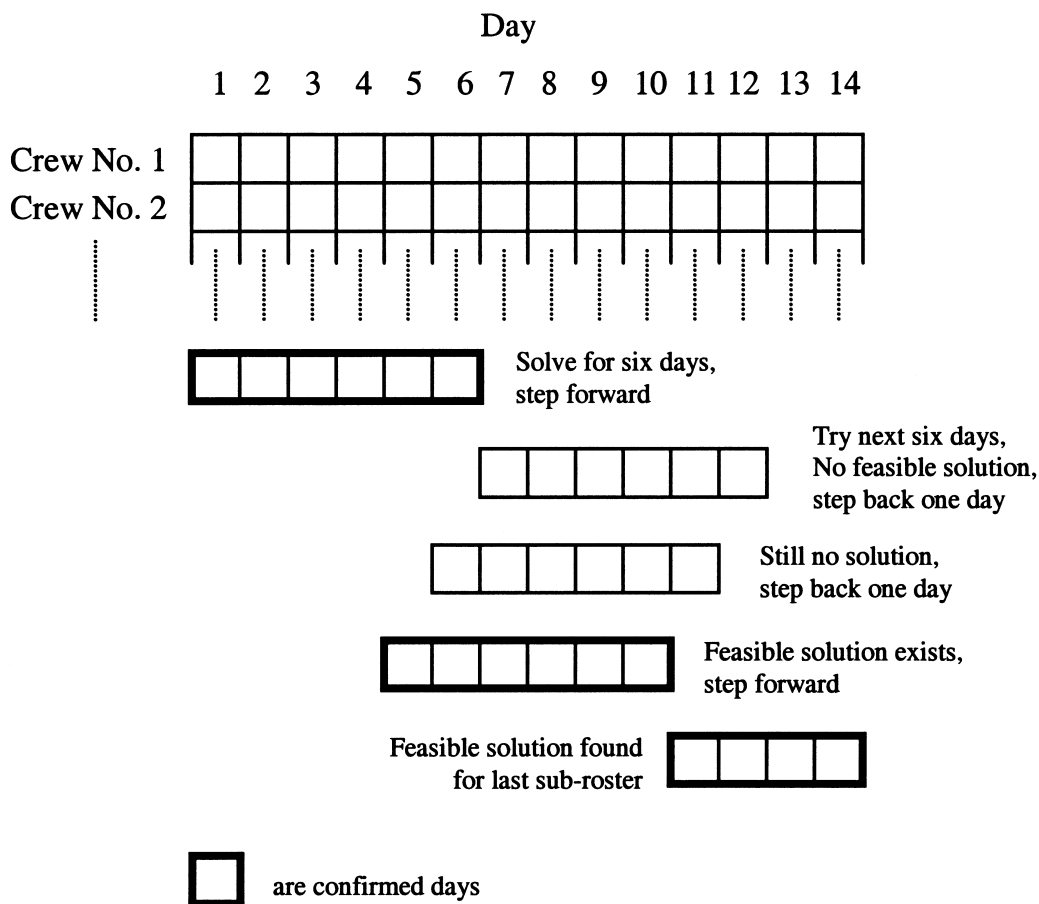 Day
1 2 3 4 5 6 7 8 9 10 11 12 13 14
Crew No. 1
Crew No. 2
Solve for six days,
step forward
Try next six days,
No feasible solution,
step back one day
Still no solution,
step back one day
Feasible solution exists,
step forward
Feasible solution found
for last sub-roster
are confirmed days